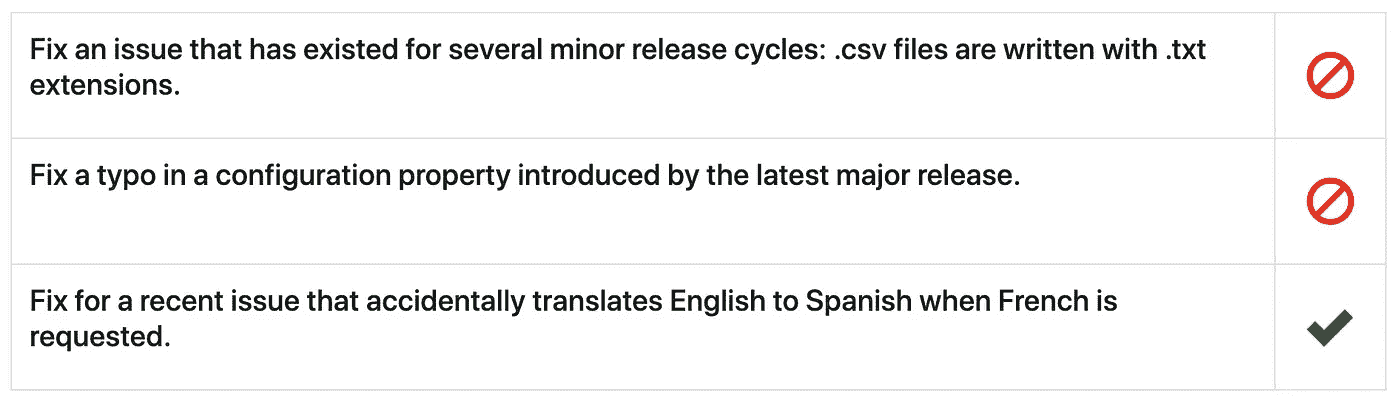 Fix an issue that has existed for several minor release cycles: .csv files are written with .txt
extensions.
Fix a typo in a configuration property introduced by the latest major release.
Fix for a recent issue that accidentally translates English to Spanish when French is
requested.